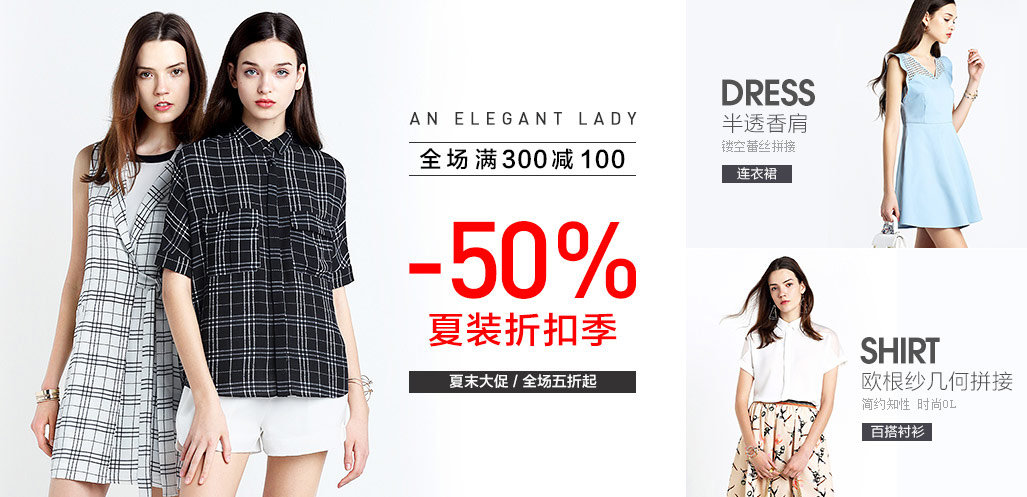 AN ELEGANT LADY
全场满300减100
-50%
夏装折扣季
夏末大促 / 全场五折起
DRESS
半透香肩
镂空蕾丝拼接
连衣裙
SHIRT
欧根纱几何拼接
简约知性 时尚OL
百搭衬衫